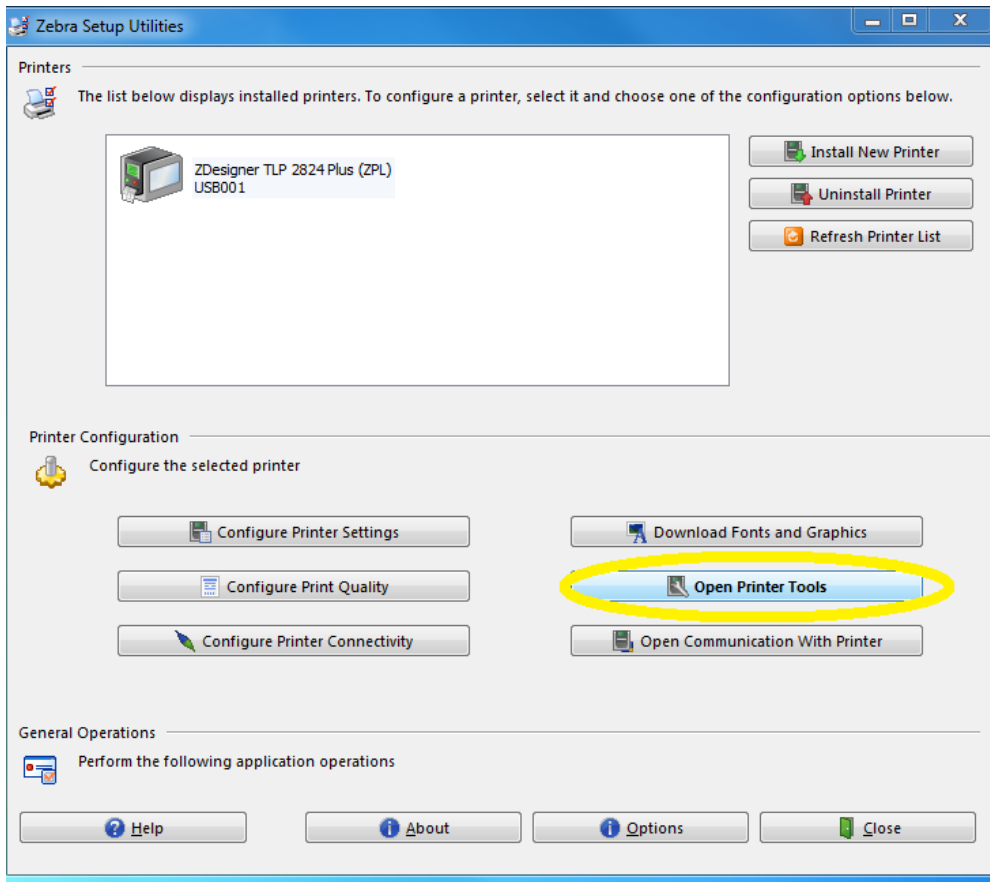 Zebra Setup Utilities
Printers
The list below displays installed printers. To configure a printer, select it and choose one of the configuration options below.
ZDesigner TLP 2824 Plus (ZPL)
USB001
Install New Printer
Uninstall Printer
Refresh Printer List
Printer Configuration
Configure the selected printer
Configure Printer Settings
Download Fonts and Graphics
Configure Print Quality
Open Printer Tools
Configure Printer Connectivity
Open Communication With Printer
General Operations
Perform the following application operations
Help
About
Options
Close